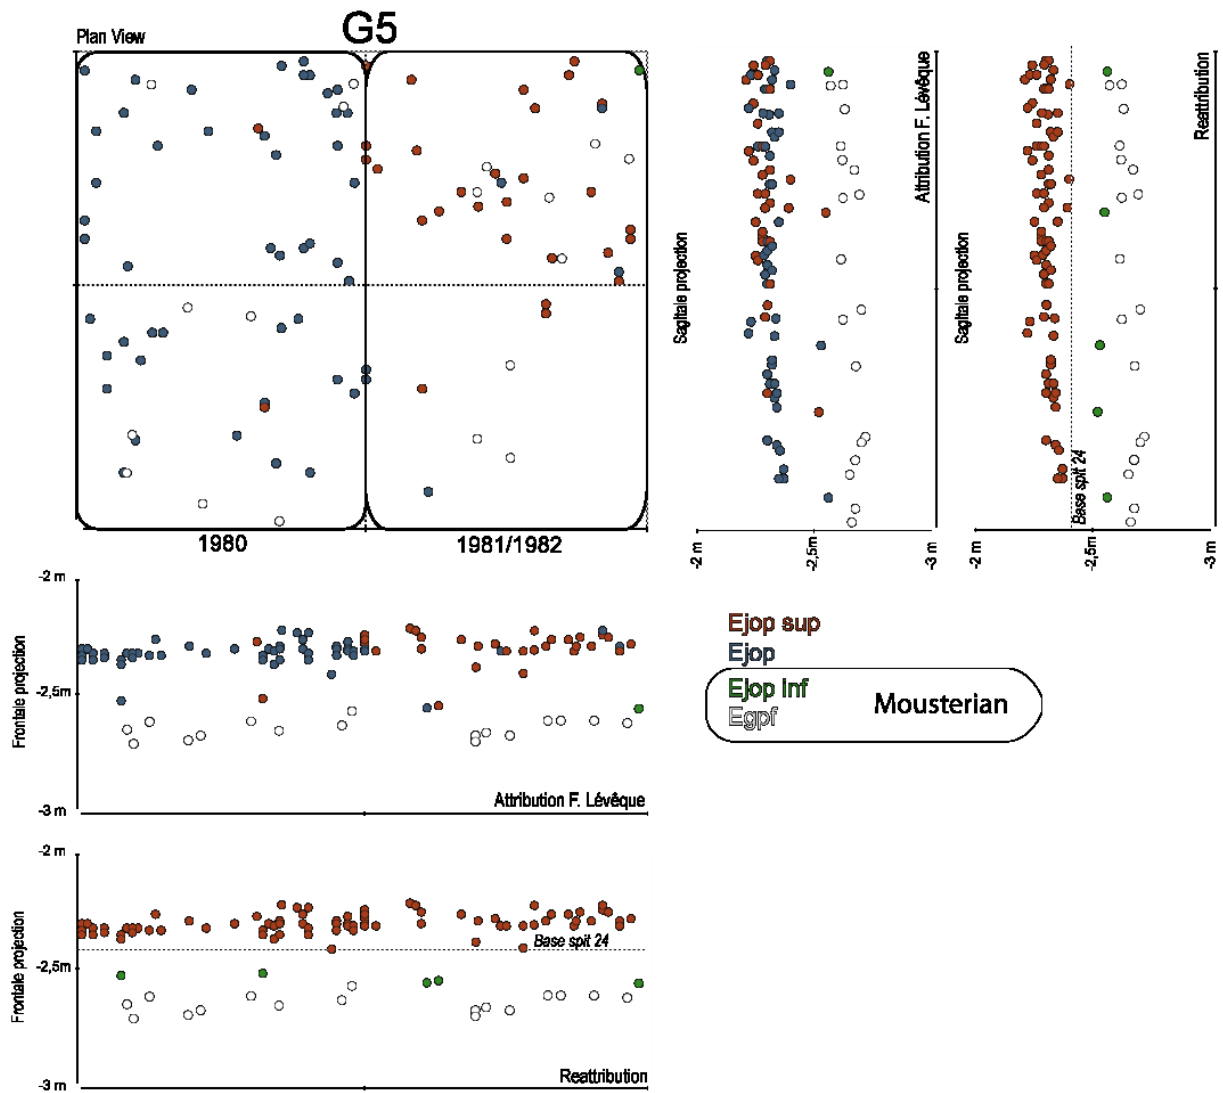 G5
Plan View
1980
1981/1982
Sagittale projection
Attribution F. Lévêque
-2 m
-2,5m
-3 m
Sagittale projection
Reattribution
Base spit 24
-2 m
-2,5m
-3 m
-2 m
-2,5m
-3 m
Frontale projection
Attribution F. Lévêque
Ejop sup
Ejop
Ejop Inf
Egpf
Mousterian
-2 m
-2,5m
-3 m
Frontale projection
Base spit 24
Reattribution